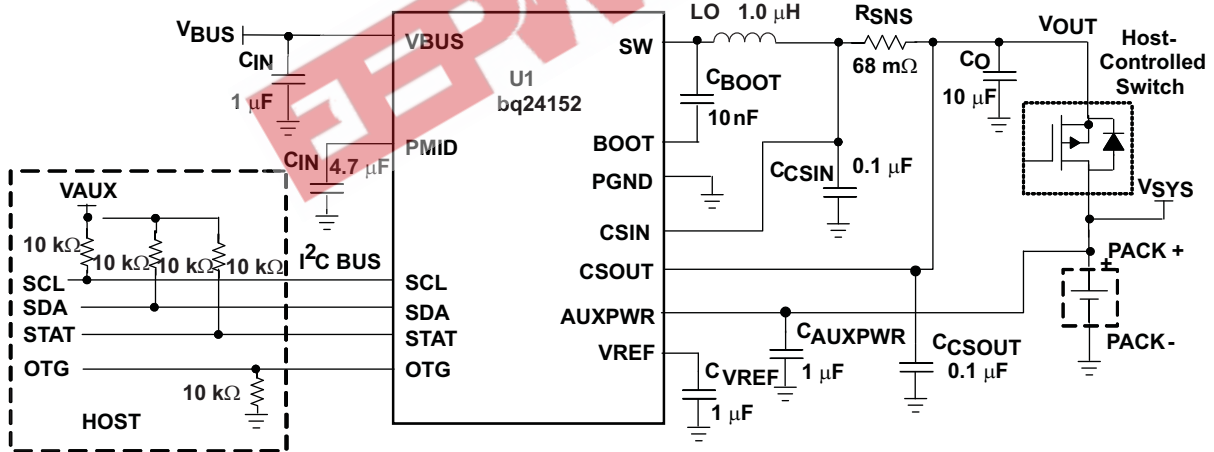 LO 1.0 μH
RSNS
68 mΩ
VOUT
Host-
Controlled
Switch
VBUS
CIN
1 μF
VBUS
U1
bq24152
SW
CBOOT
10 nF
CO
10 μF
BOOT
PMID
CIN
4.7 μF
PGND
CCSIN
0.1 μF
VSYS
CSIN
HOST
VAUX
10 kΩ
10 kΩ
10 kΩ
10 kΩ
I2C BUS
SCL
SDA
STAT
OTG
10 kΩ
SCL
SDA
STAT
OTG
CSOUT
AUXPWR
VREF
CVREF
1 μF
CAUXPWR
1 μF
CCSOUT
0.1 μF
+
PACK +
PACK -